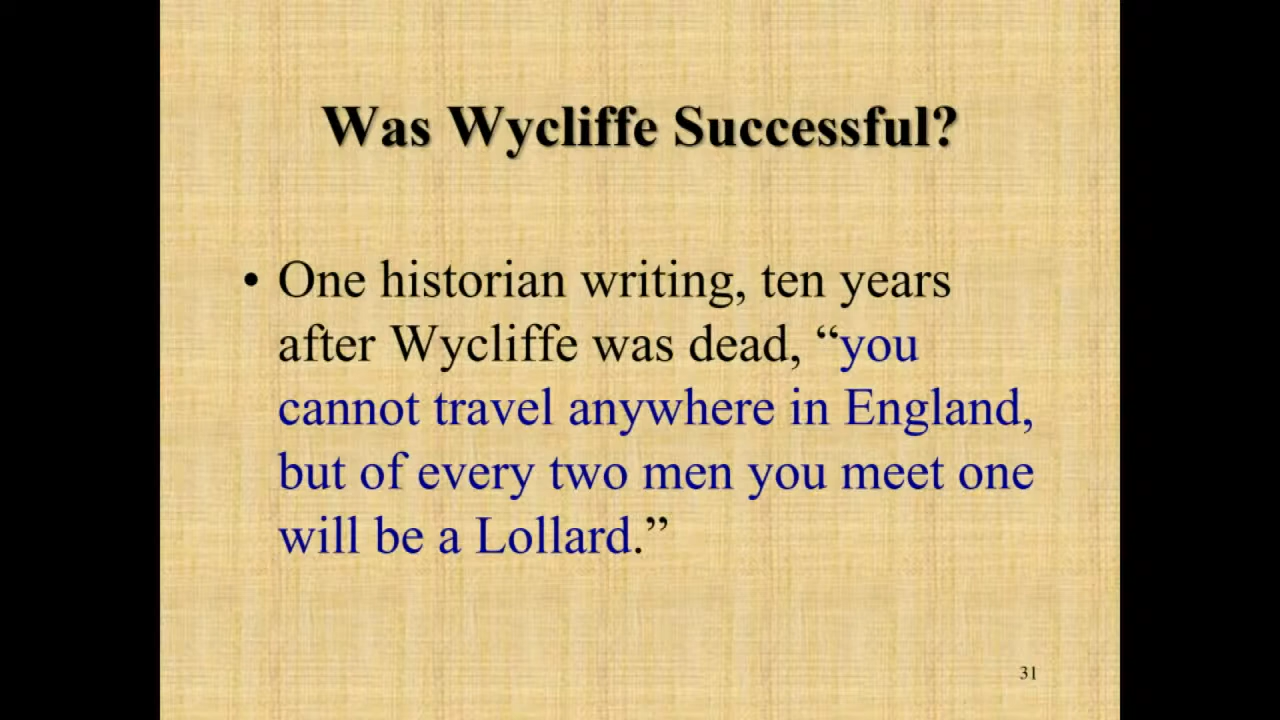 Was Wycliffe Successful?
• One historian writing, ten years
after Wycliffe was dead, “you
cannot travel anywhere in England,
but of every two men you meet one
will be a Lollard.”
31